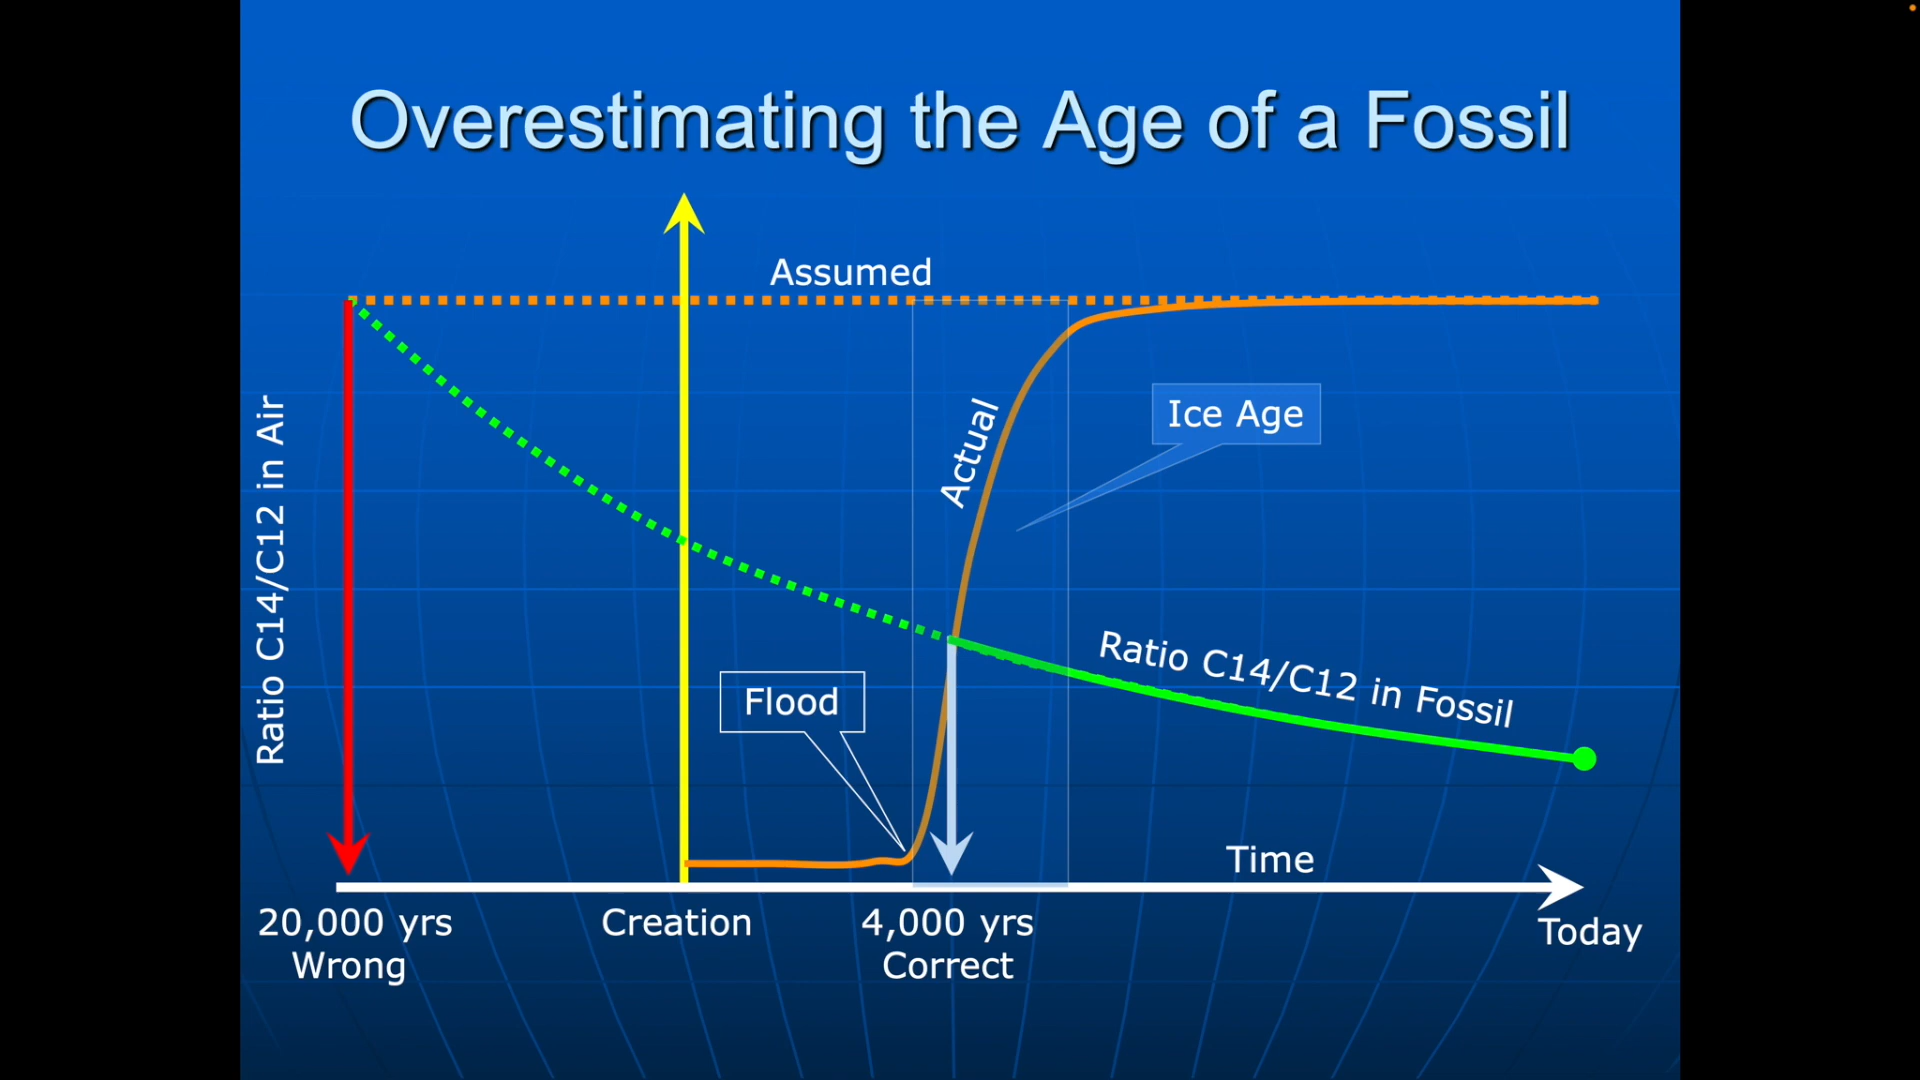 Overestimating the Age of a Fossil
Assumed
Ratio C14/C12 in Air
Actual
Ice Age
Ratio C14/C12 in Fossil
Flood
Time
20,000 yrs
Wrong
Creation
4,000 yrs
Correct
Today